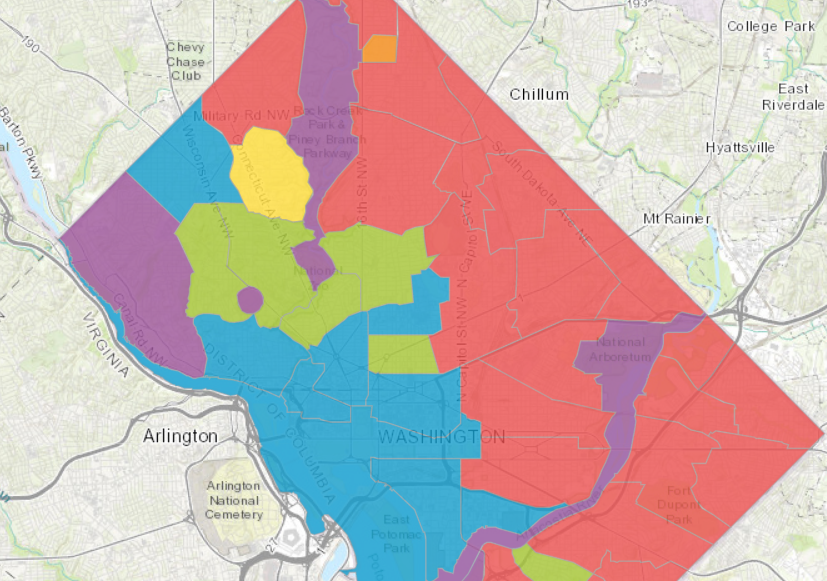 193
College Park
190
Chevy
Chase
Club
Chillum
East
Riverdale
Barton Pkwy
al
Military Rd NW
Rock Creek
Park &
Piney Branch
Parkway
Hyattsville
Wisconsin Ave NW
Connecticut Ave NW
16th St NW
South Dakota Ave NE
N Capitol St NE
Mt Rainier
National
Canal Rd NW
VIRGINIA
N Capitol St NW
National
Arboretum
DISTRICT OF
COLUMBIA
Arlington
WASHINGTON
Arlington
National
Cemetery
East
Potomac
Park
Fort
Dupont
Park
27